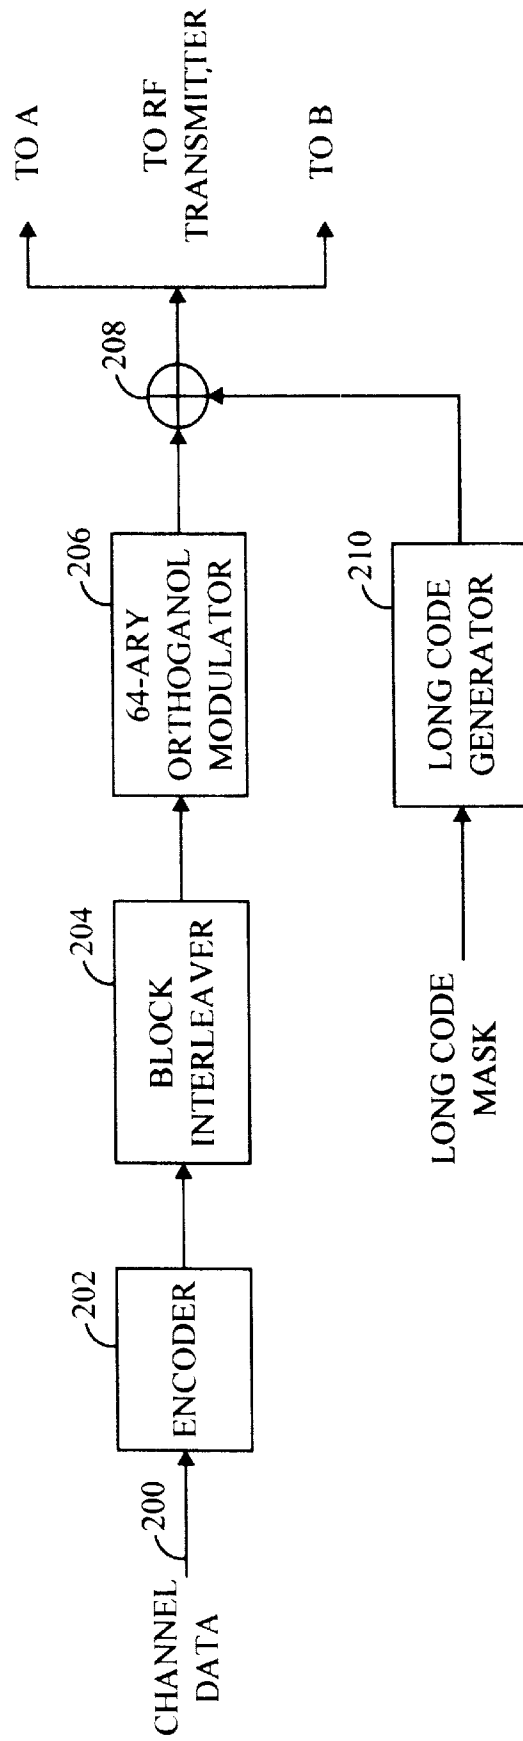 CHANNEL
DATA
200
202
ENCODER
204
BLOCK
INTERLEAVER
206
64-ARY
ORTHOGANOL
MODULATOR
208
TO A
TO RF
TRANSMITTER
TO B
LONG CODE
MASK
210
LONG CODE
GENERATOR